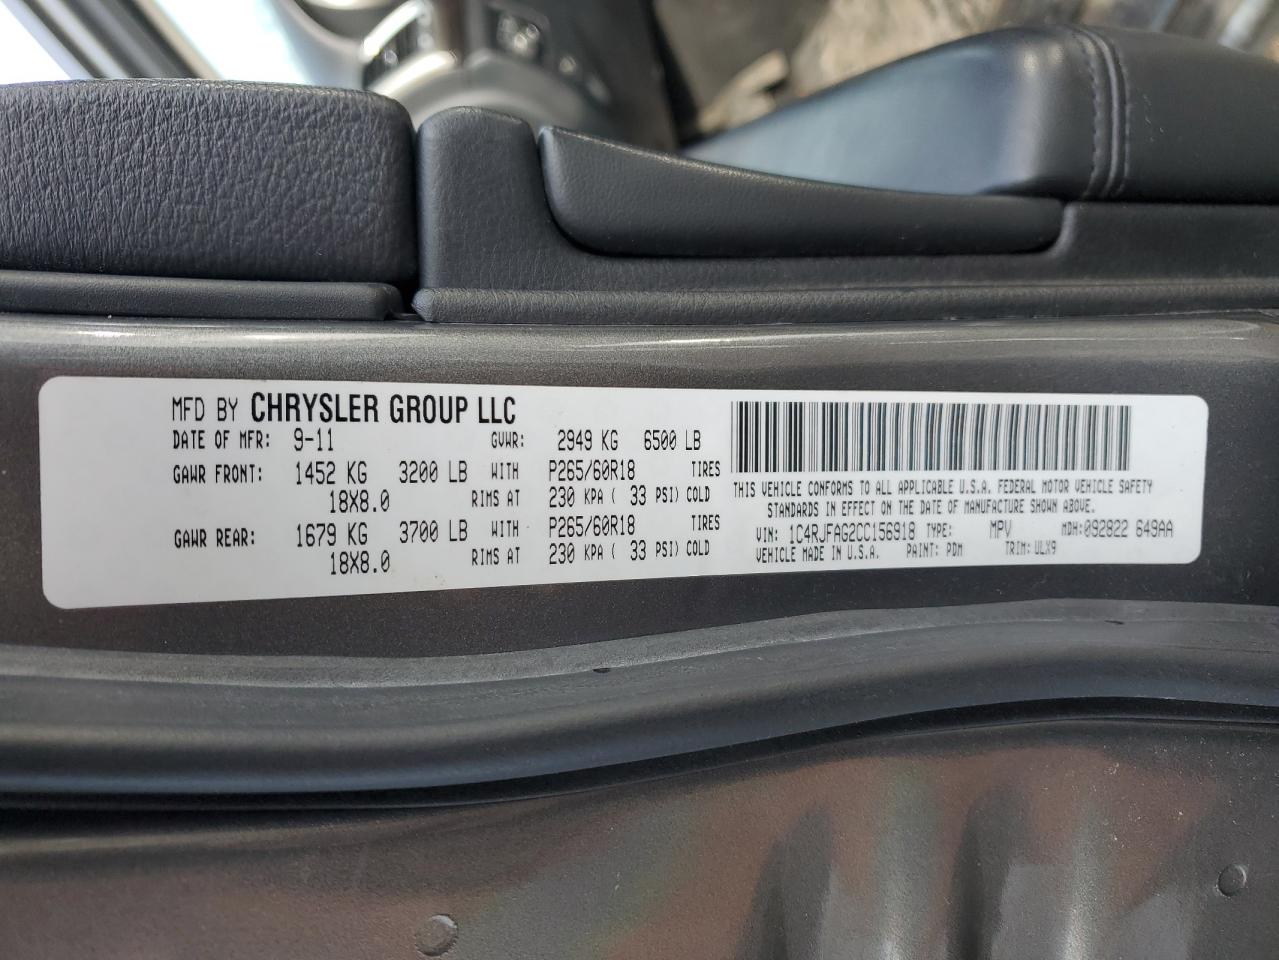 MFD BY CHRYSLER GROUP LLC
DATE OF MFR: 9-11 GVWR: 2949 KG 6500 LB
GAWR FRONT: 1452 KG 3200 LB WITH P265/60R18 TIRES
18X8.0 RIMS AT 230 KPA ( 33 PSI) COLD
GAWR REAR: 1679 KG 3700 LB WITH P265/60R18 TIRES
18X8.0 RIMS AT 230 KPA ( 33 PSI) COLD
THIS VEHICLE CONFORMS TO ALL APPLICABLE U.S.A. FEDERAL MOTOR VEHICLE SAFETY
STANDARDS IN EFFECT ON THE DATE OF MANUFACTURE SHOWN ABOVE.
VIN: 1C4RJFAG2CC156918 TYPE: MPV MDH:092822 649AA
VEHICLE MADE IN U.S.A. PAINT: PDM TRIM: ULX9